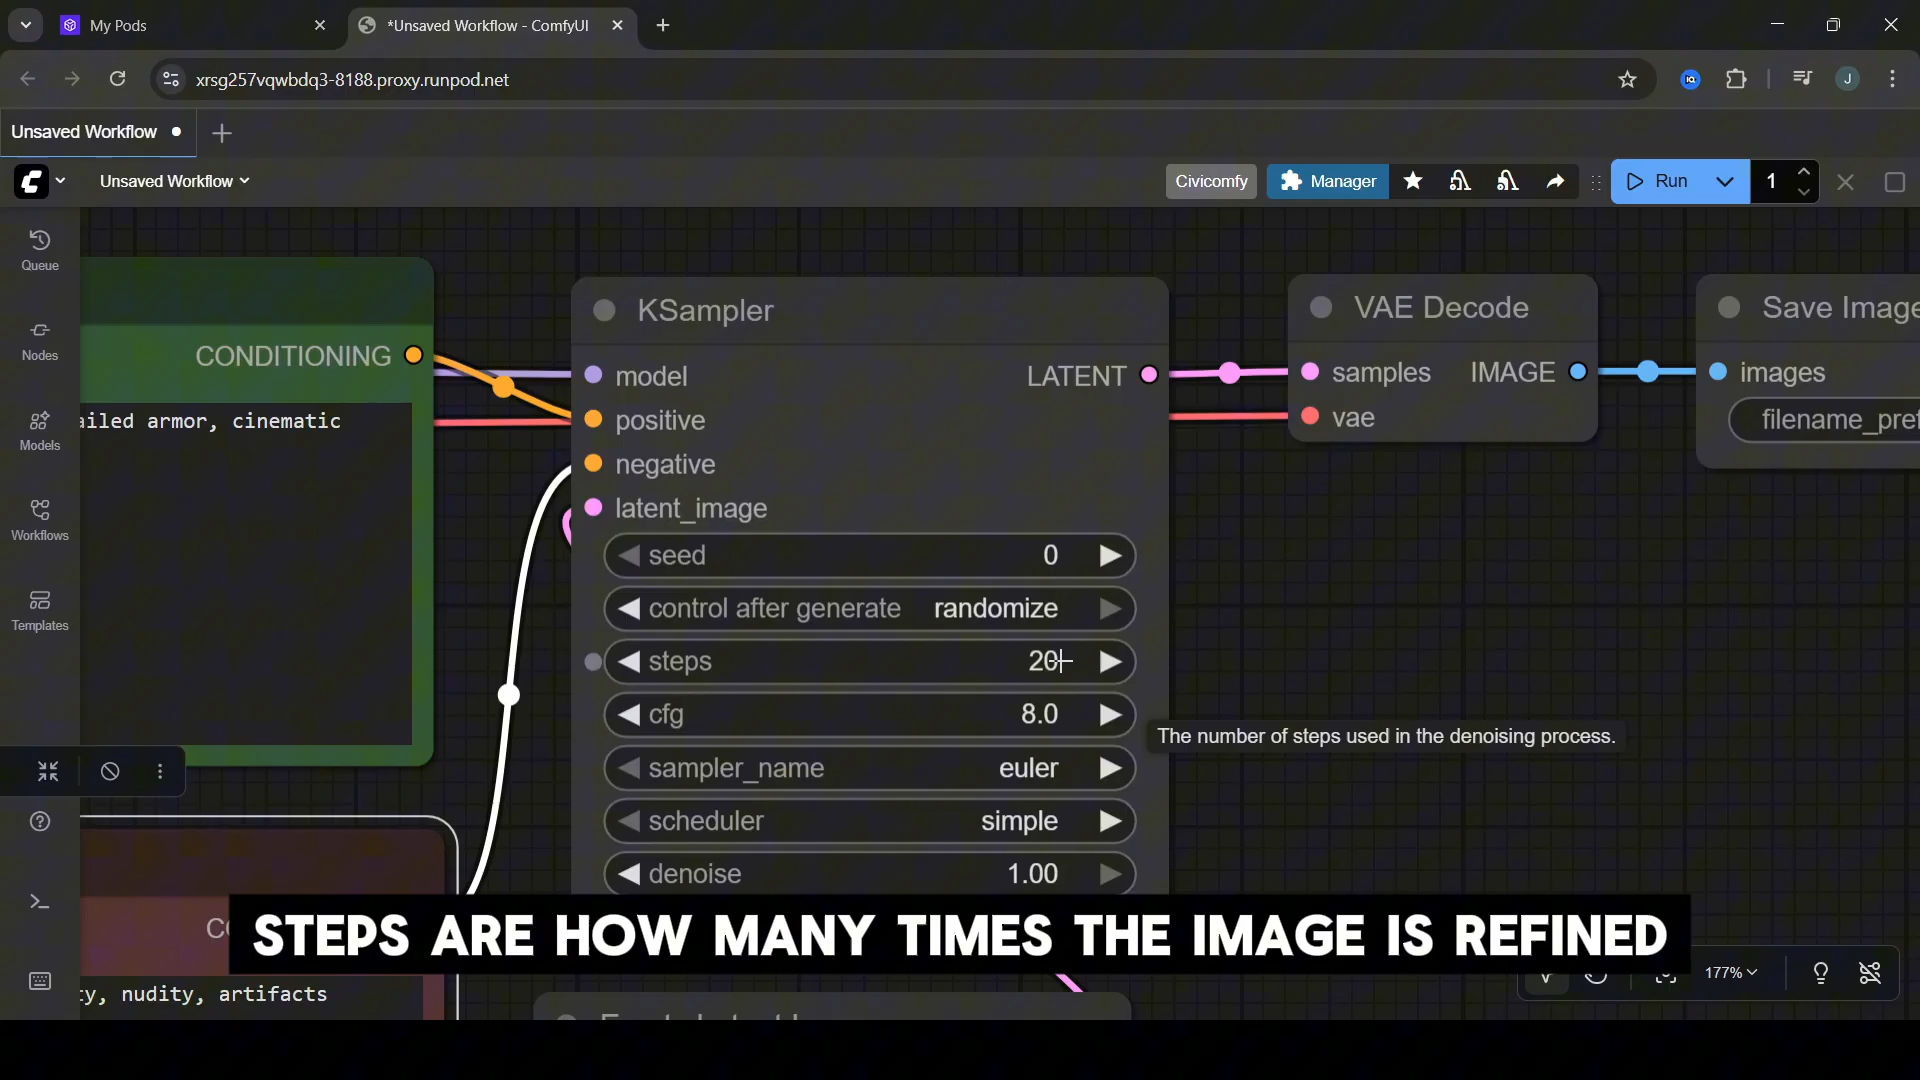 My Pods
*Unsaved Workflow - ComfyUI
xrsg257vqwbdq3-8188.proxy.runpod.net
J
Unsaved Workflow
Unsaved Workflow
Civicomfy
Manager
Run
1
Queue
Nodes
Models
Workflows
Templates
CONDITIONING
ailed armor, cinematic
KSampler
model
LATENT
positive
negative
latent_image
seed 0
control after generate randomize
steps 20
cfg 8.0
sampler_name euler
scheduler simple
denoise 1.00
The number of steps used in the denoising process.
VAE Decode
samples IMAGE
vae
Save Image
images
filename_pref
STEPS ARE HOW MANY TIMES THE IMAGE IS REFINED
ty, nudity, artifacts
177%